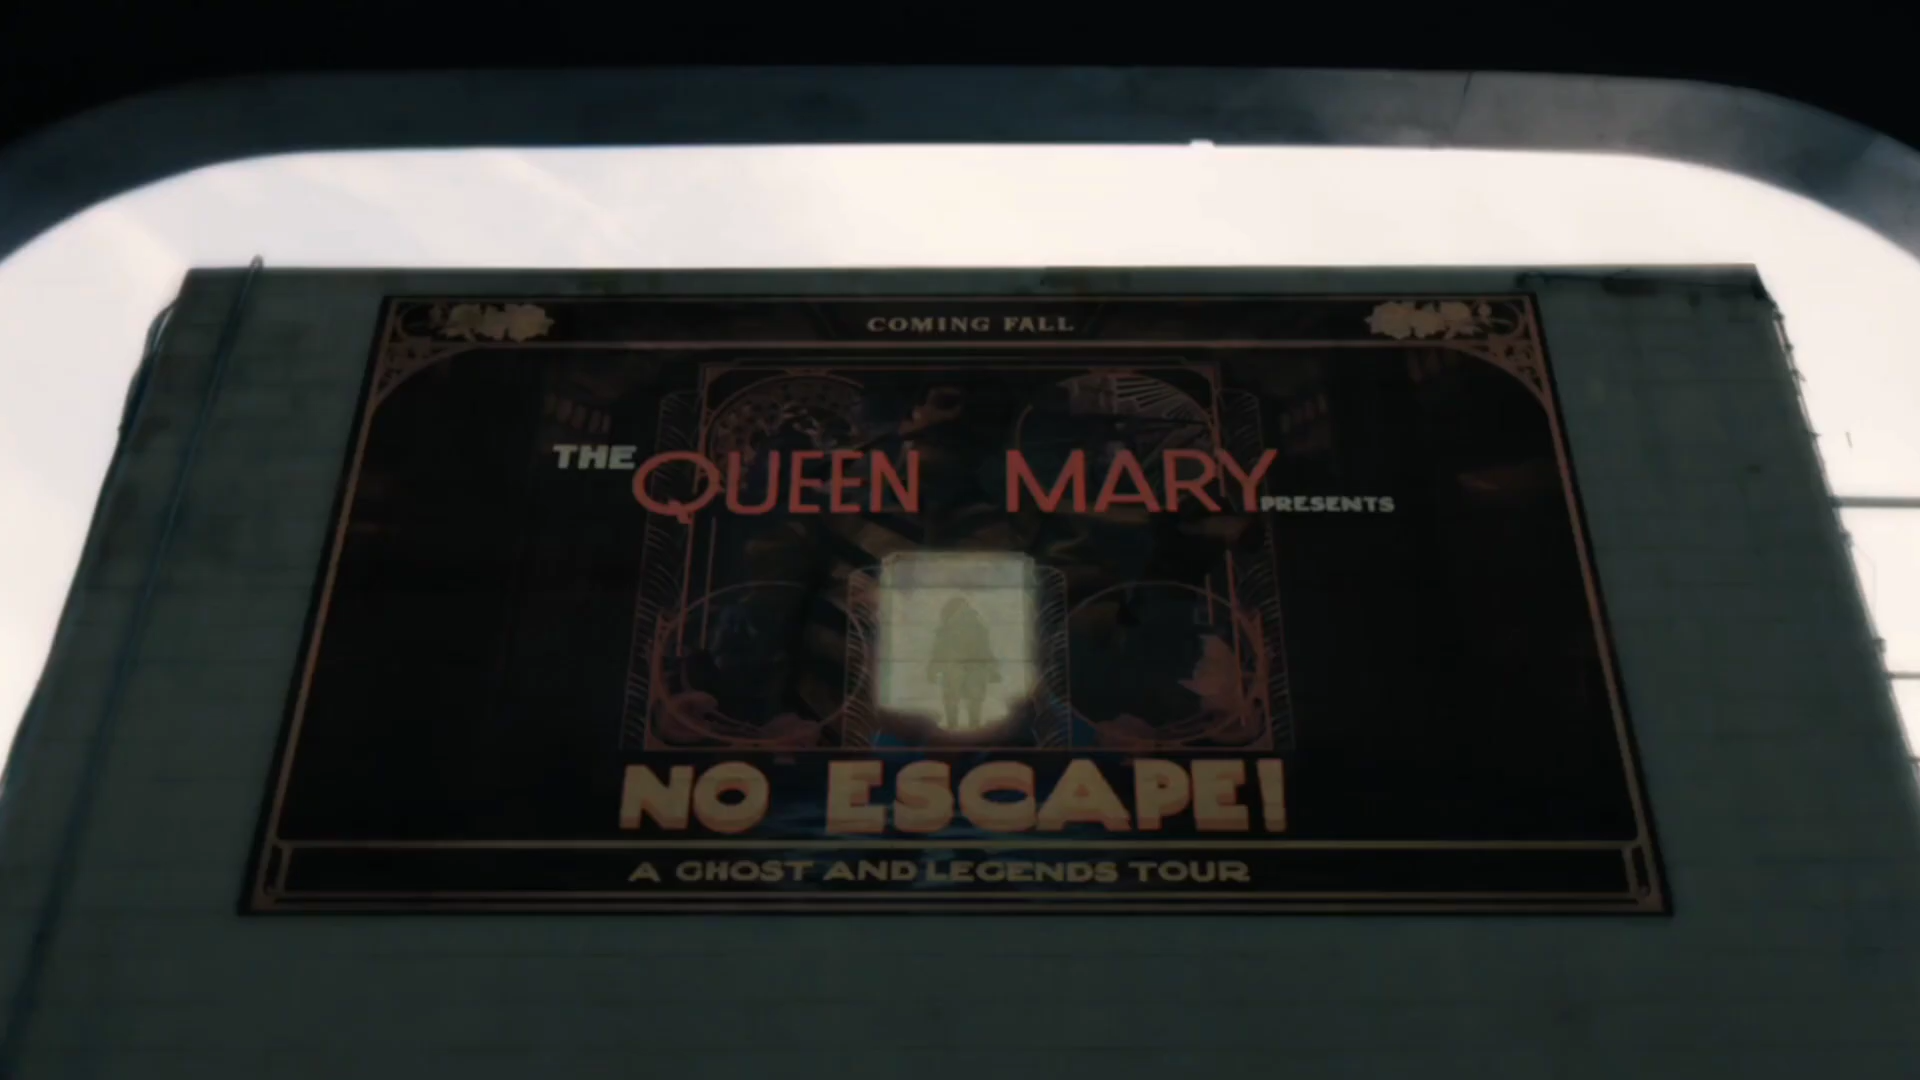 COMING FALL
THE QUEEN MARY PRESENTS
NO ESCAPE!
A GHOST AND LEGENDS TOUR